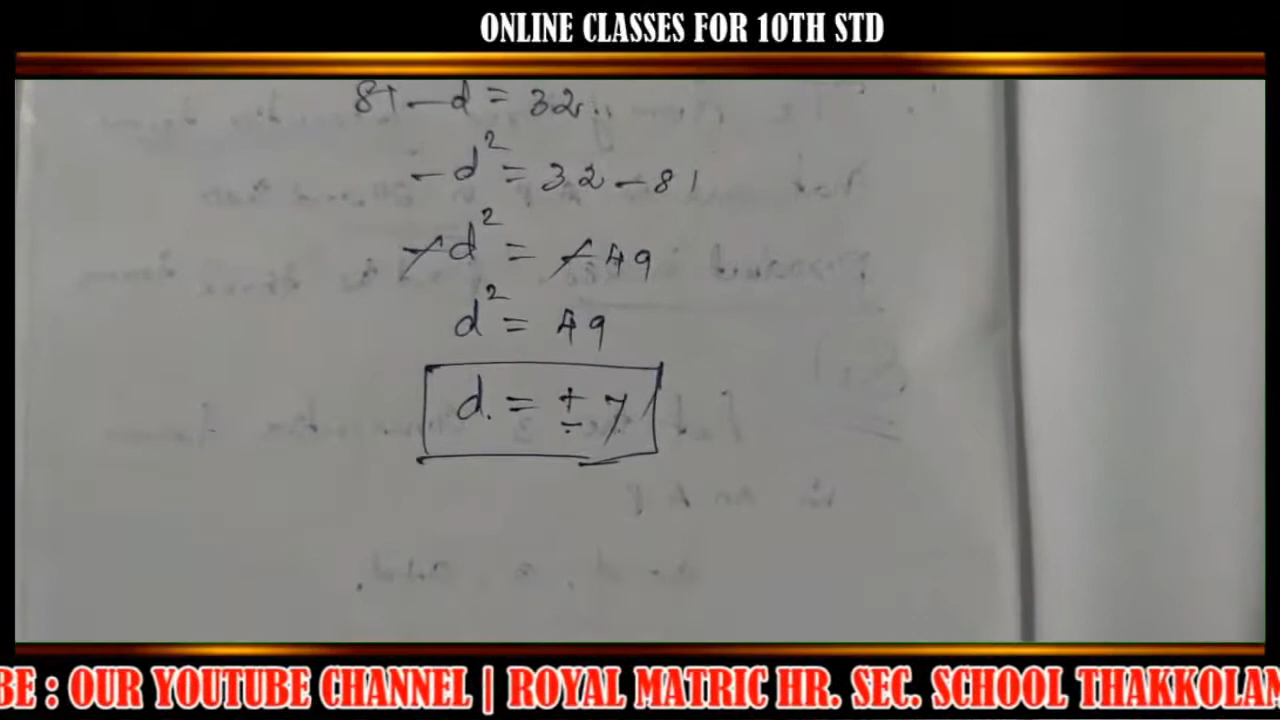 ONLINE CLASSES FOR 10TH STD
81 - d = 32
- d² = 32 - 81
- d² = - 49
d² = 49
d. = ± 7
BE : OUR YOUTUBE CHANNEL | ROYAL MATRIC HR. SEC. SCHOOL THAKKOLAM